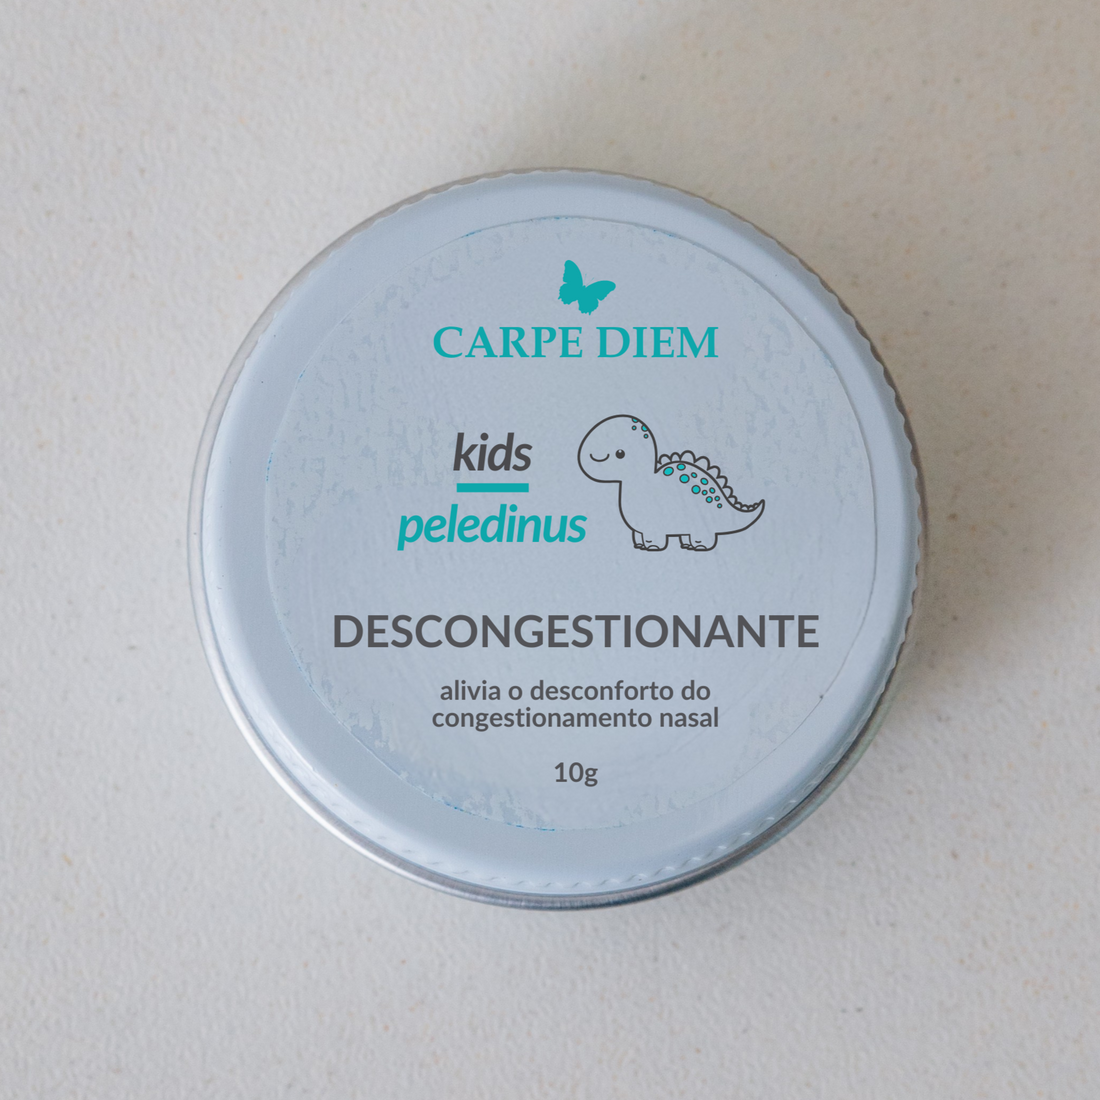 CARPE DIEM
kids
peledinus
DESCONGESTIONANTE
alivia o desconforto do
congestionamento nasal
10g